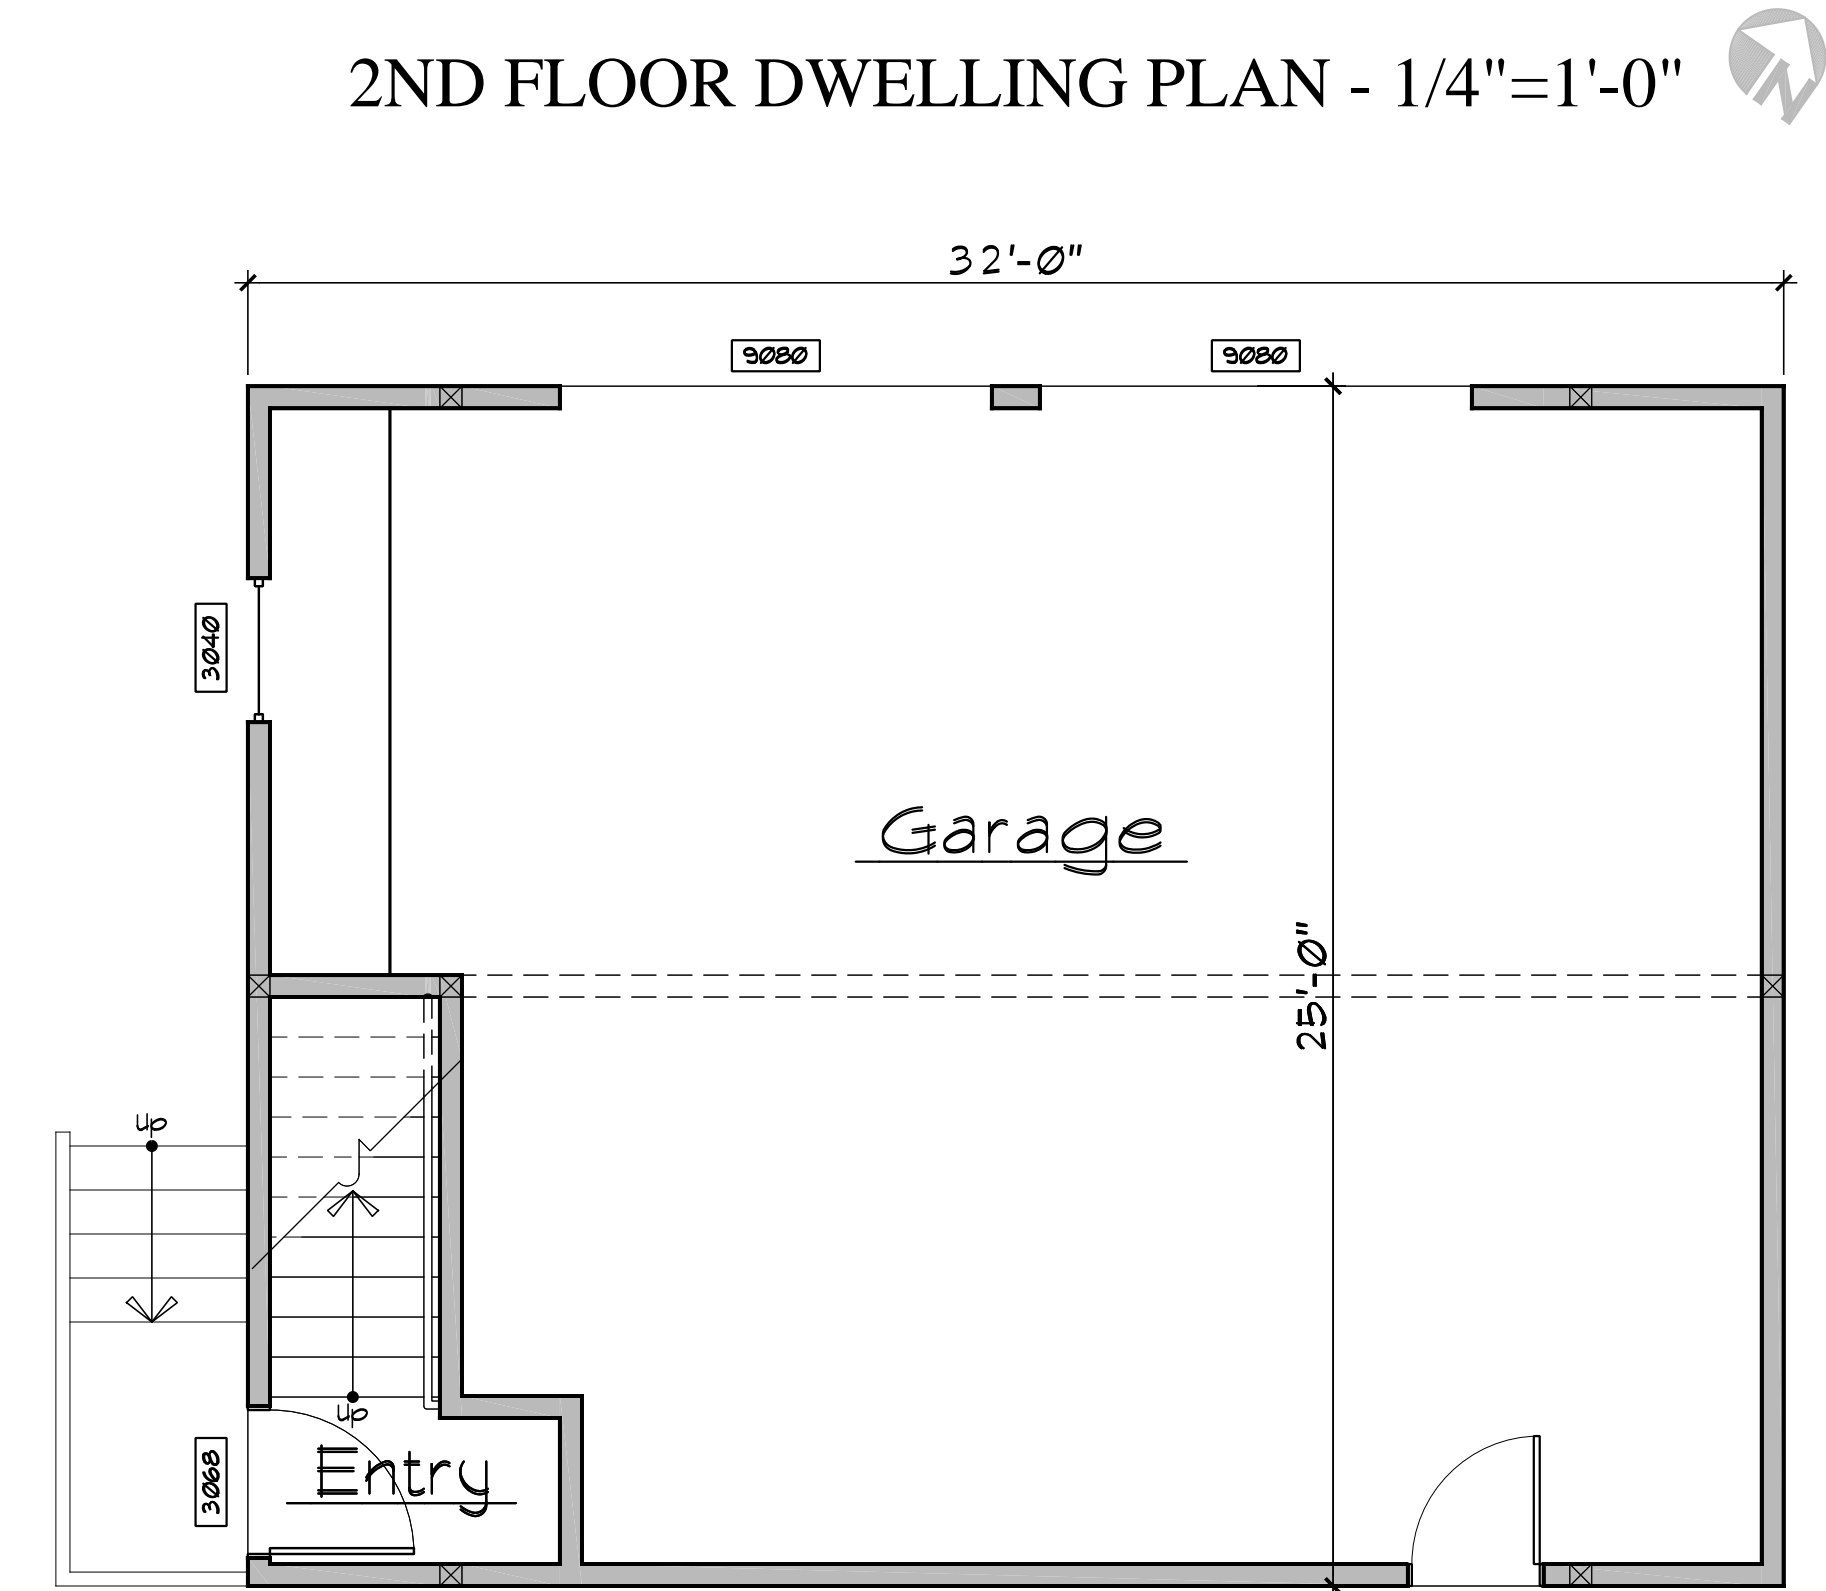 2ND FLOOR DWELLING PLAN - 1/4"=1'-0"
N
32'-0"
9080
9080
3040
Garage
25'-0"
up
up
Entry
3068